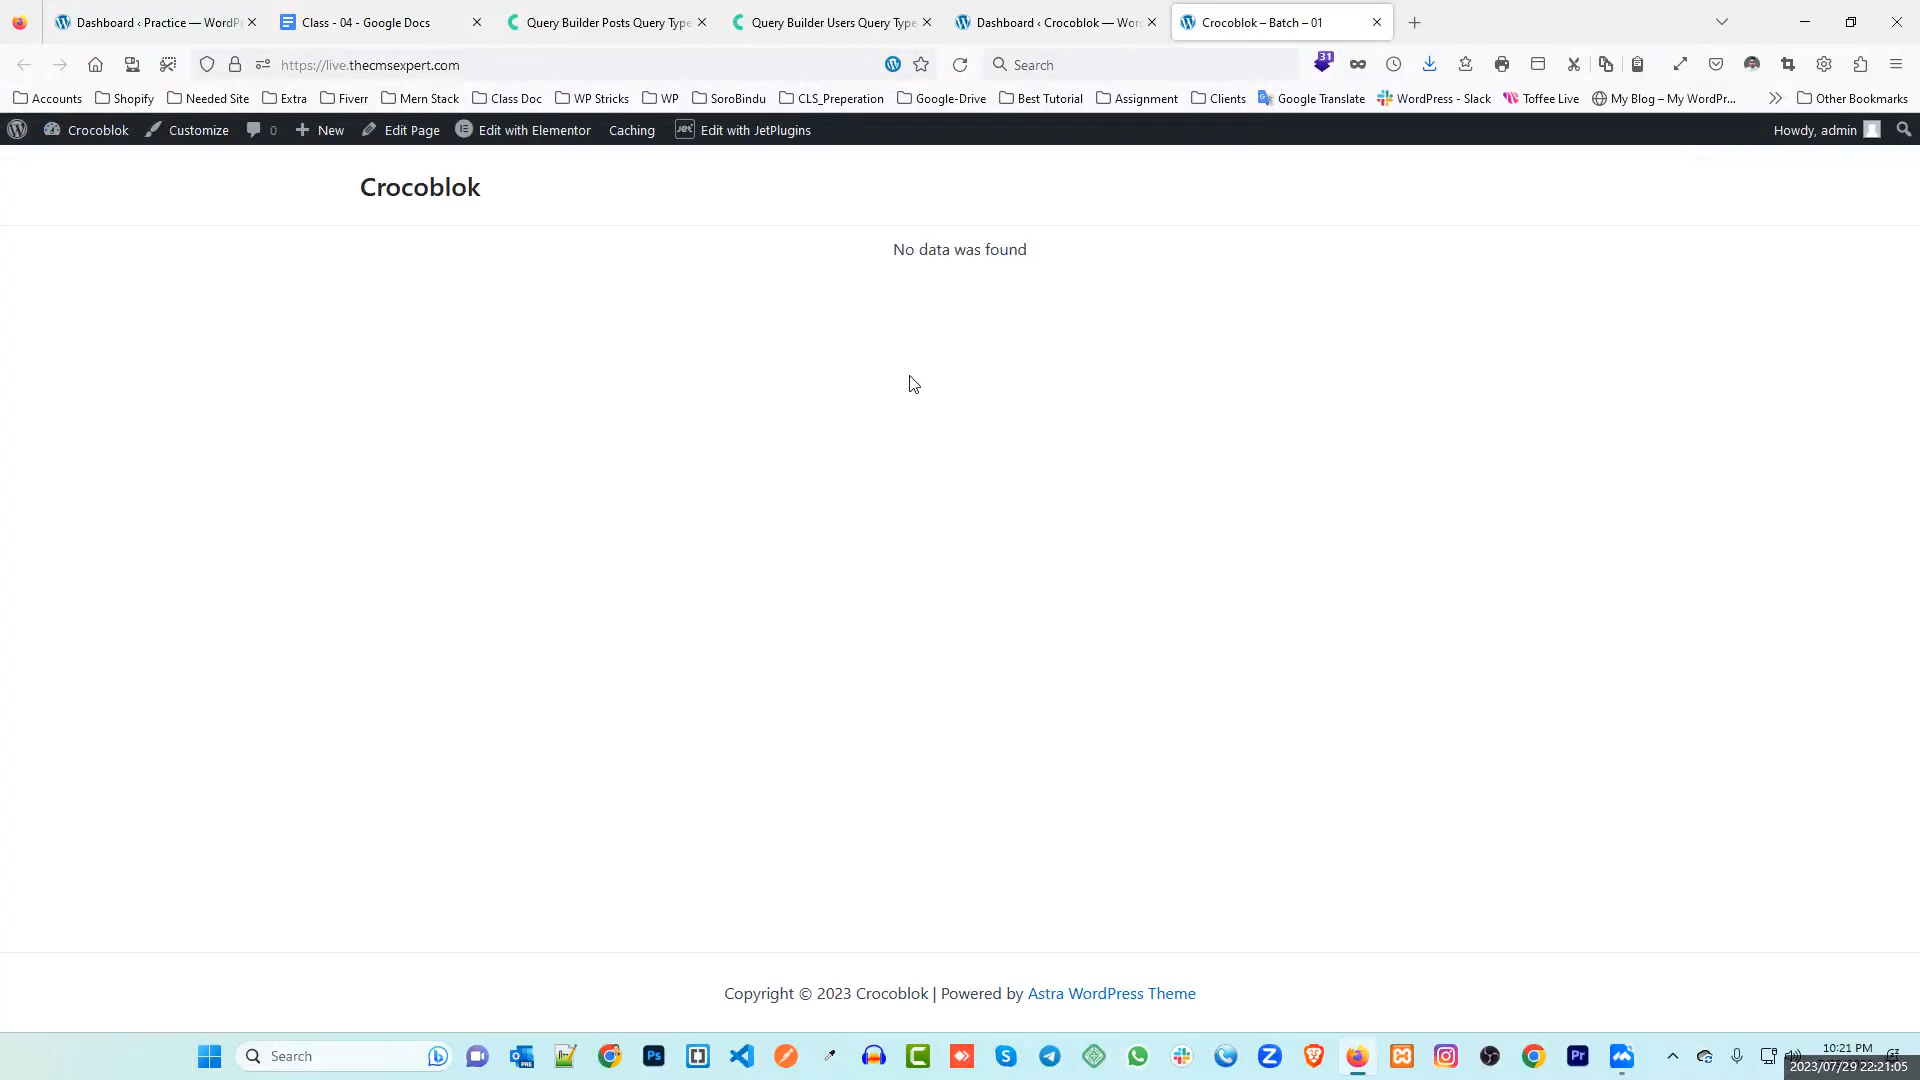 Dashboard ‹ Practice — WordP
Class - 04 - Google Docs
Query Builder Posts Query Type
Query Builder Users Query Type
Dashboard ‹ Crocoblok — Wor
Crocoblok – Batch – 01
https://live.thecmsexpert.com
Search
31
Accounts
Shopify
Needed Site
Extra
Fiverr
Mern Stack
Class Doc
WP Stricks
WP
SoroBindu
CLS_Preperation
Google-Drive
Best Tutorial
Assignment
Clients
Google Translate
WordPress - Slack
Toffee Live
My Blog – My WordPr...
Other Bookmarks
Crocoblok
Customize
0
New
Edit Page
Edit with Elementor
Caching
Edit with JetPlugins
Howdy, admin
Crocoblok
No data was found
Copyright © 2023 Crocoblok | Powered by Astra WordPress Theme
Search
10:21 PM
2023/07/29 22:21:05